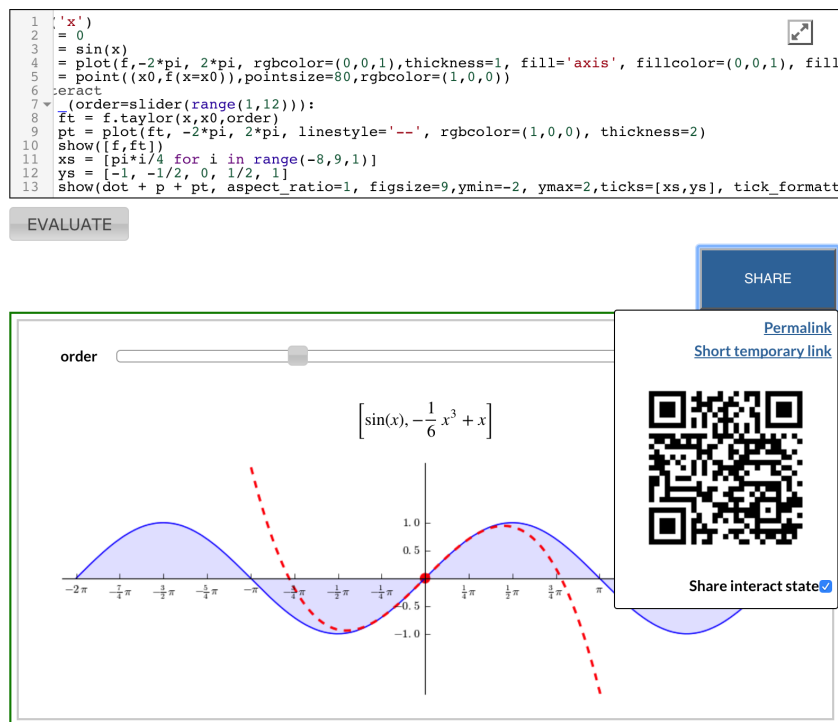 1 ('x')
2 = 0
3 = sin(x)
4 = plot(f,-2*pi, 2*pi, rgbcolor=(0,0,1),thickness=1, fill='axis', fillcolor=(0,0,1), fill
5 = point((x0,f(x=x0)),pointsize=80,rgbcolor=(1,0,0))
6 teract
7 _(order=slider(range(1,12))):
8 ft = f.taylor(x,x0,order)
9 pt = plot(ft, -2*pi, 2*pi, linestyle='--', rgbcolor=(1,0,0), thickness=2)
10 show([f,ft])
11 xs = [pi*i/4 for i in range(-8,9,1)]
12 ys = [-1, -1/2, 0, 1/2, 1]
13 show(dot + p + pt, aspect_ratio=1, figsize=9,ymin=-2, ymax=2,ticks=[xs,ys], tick_formatt
EVALUATE
SHARE
Permalink
Short temporary link
order
[sin(x), -1/6 x³ + x]
1.0
0.5
−2π −7/4π −3/2π −5/4π −π −3/4π −1/2π −1/4π 1/4π 1/2π 3/4π π
−0.5
−1.0
Share interact state